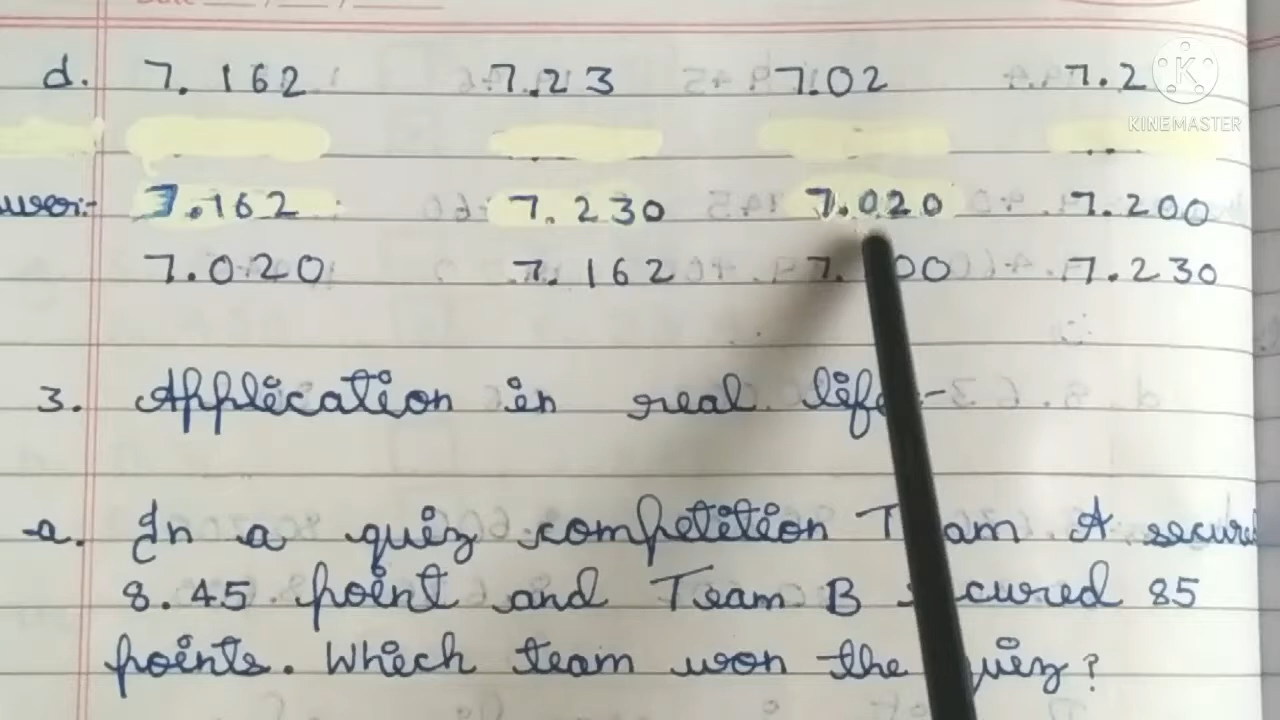 Date
d. 7.162 7.23 7.02 7.2
KINEMASTER
7.162 7.230 7.020 7.200
7.020 7.162 7. 00 7.230
3. Application in real life:-
a. In a quiz competition Team A secured
8.45 point and Team B secured 85
points. Which team won the quiz?